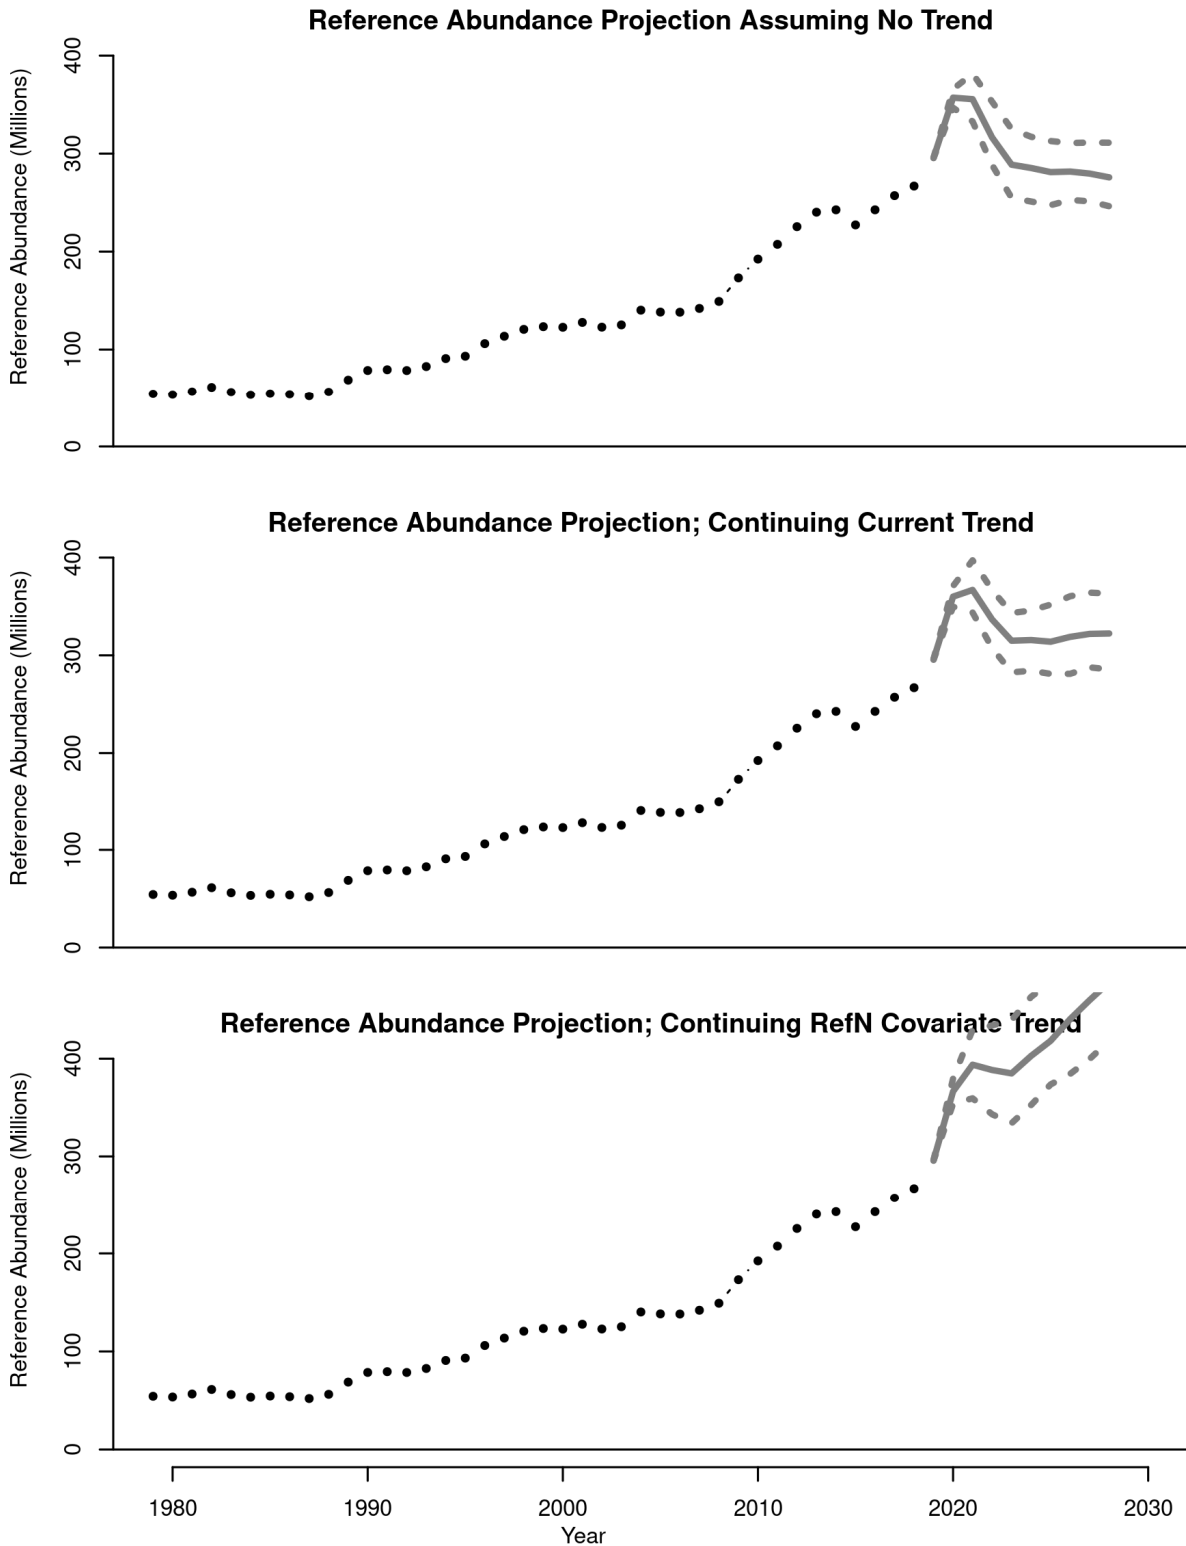 Reference Abundance Projection Assuming No Trend
Reference Abundance (Millions)
400
300
200
100
0
Reference Abundance Projection; Continuing Current Trend
Reference Abundance (Millions)
400
300
200
100
0
Reference Abundance Projection; Continuing RefN Covariate Trend
Reference Abundance (Millions)
400
300
200
100
0
1980 1990 2000 2010 2020 2030
Year